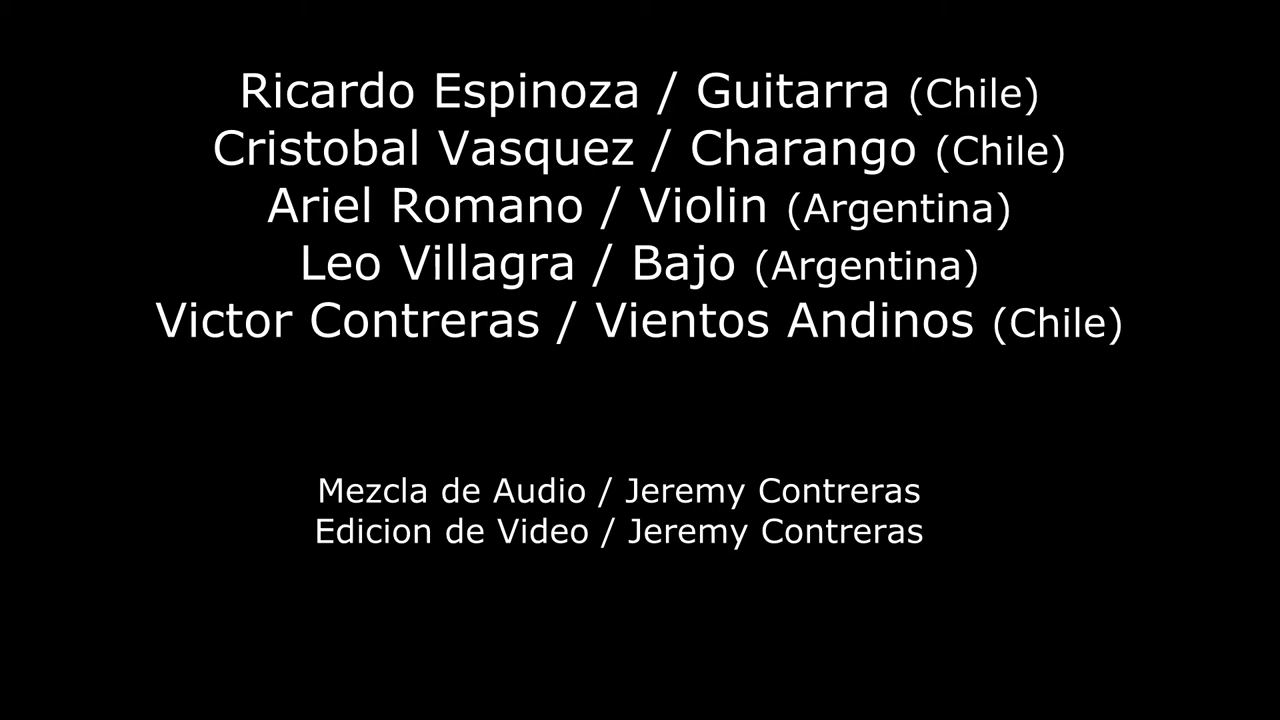 Ricardo Espinoza / Guitarra (Chile)
Cristobal Vasquez / Charango (Chile)
Ariel Romano / Violin (Argentina)
Leo Villagra / Bajo (Argentina)
Victor Contreras / Vientos Andinos (Chile)
Mezcla de Audio / Jeremy Contreras
Edicion de Video / Jeremy Contreras